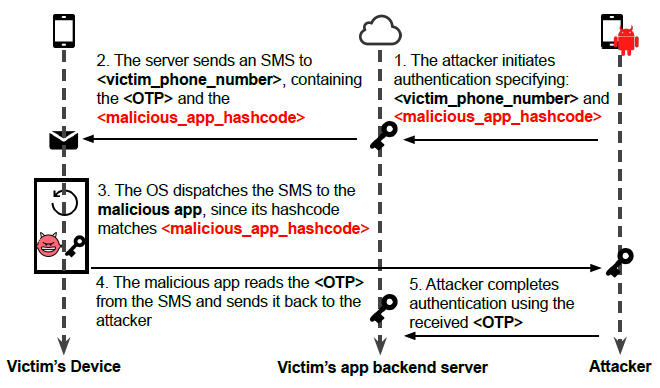 2. The server sends an SMS to
<victim_phone_number>, containing
the <OTP> and the
<malicious_app_hashcode>
1. The attacker initiates
authentication specifying:
<victim_phone_number> and
<malicious_app_hashcode>
3. The OS dispatches the SMS to the
malicious app, since its hashcode
matches <malicious_app_hashcode>
4. The malicious app reads the <OTP>
from the SMS and sends it back to the
attacker
5. Attacker completes
authentication using the
received <OTP>
Victim's Device
Victim's app backend server
Attacker